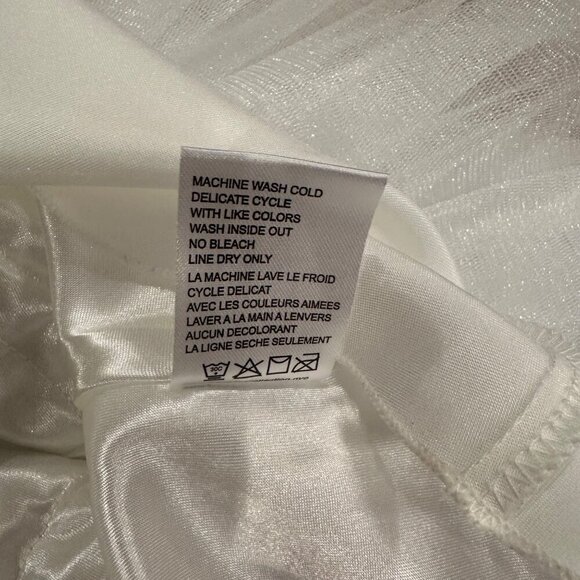 MACHINE WASH COLD
DELICATE CYCLE
WITH LIKE COLORS
WASH INSIDE OUT
NO BLEACH
LINE DRY ONLY
LA MACHINE LAVE LE FROID
CYCLE DELICAT
AVEC LES COULEURS AIMEES
LAVER A LA MAIN A LENVERS
AUCUN DECOLORANT
LA LIGNE SECHE SEULEMENT
30C